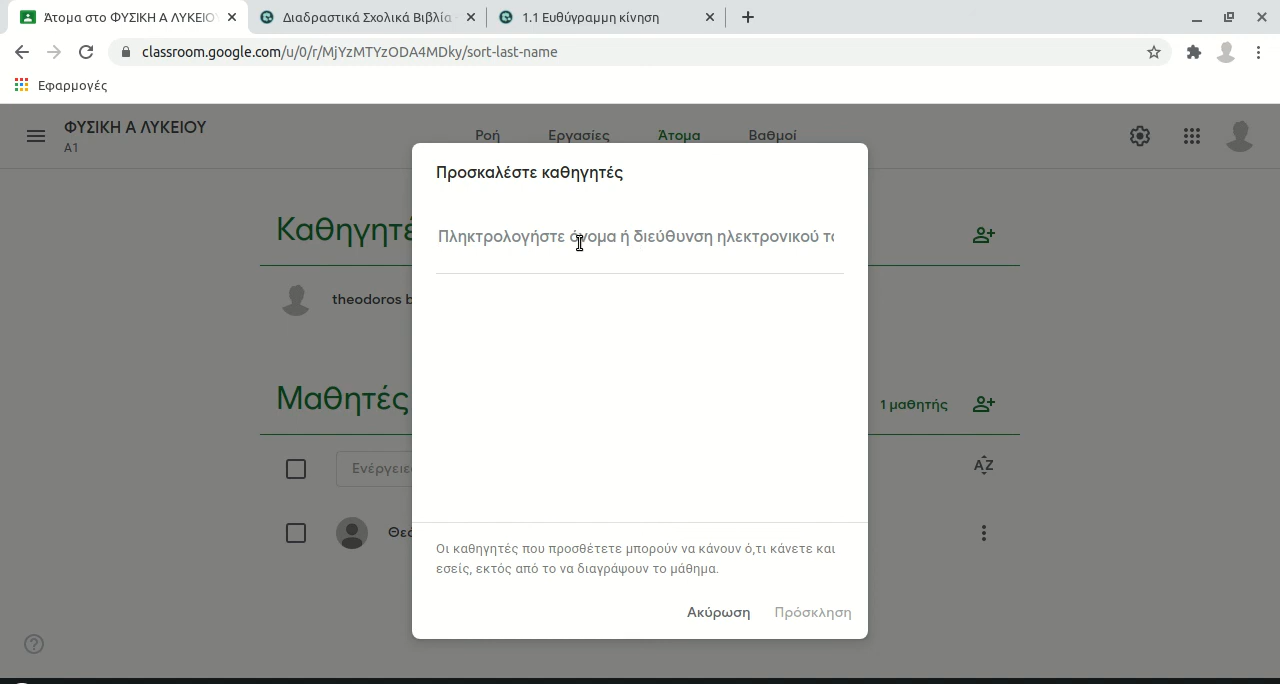 Άτομα στο ΦΥΣΙΚΗ Α ΛΥΚΕΙΟ
Διαδραστικά Σχολικά Βιβλία
1.1 Ευθύγραμμη κίνηση
classroom.google.com/u/0/r/MjYzMTYzODA4MDky/sort-last-name
Εφαρμογές
ΦΥΣΙΚΗ Α ΛΥΚΕΙΟΥ
Α1
Ροή Εργασίες Άτομα Βαθμοί
Προσκαλέστε καθηγητές
Καθηγητέ
Πληκτρολογήστε όνομα ή διεύθυνση ηλεκτρονικού το
theodoros b
Μαθητές
1 μαθητής
Ενέργειες
AZ
Θεό
Οι καθηγητές που προσθέτετε μπορούν να κάνουν ό,τι κάνετε και
εσείς, εκτός από το να διαγράψουν το μάθημα.
Ακύρωση Πρόσκληση